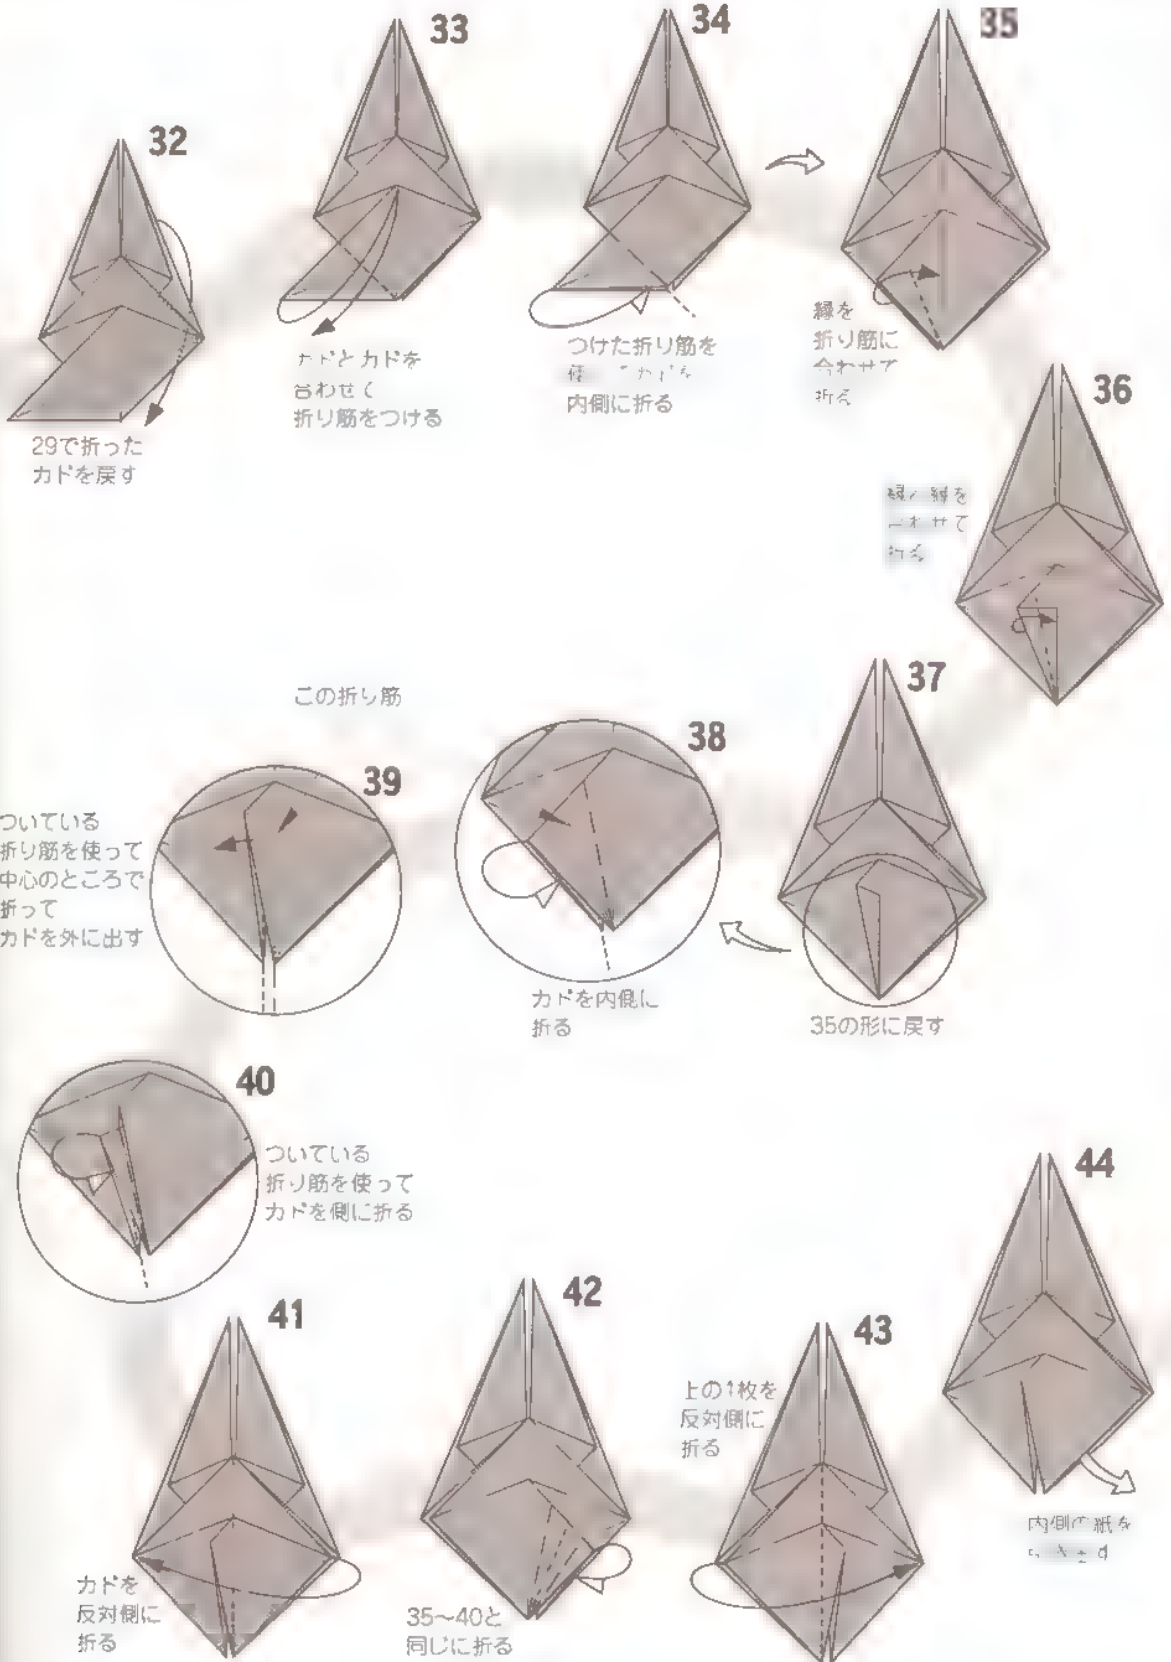 32
29で折った
カドを戻す
33
カドとカドを
合わせて
折り筋をつける
34
つけた折り筋を
内側に折る
35
縁を
折り筋に
合わせて
折る
36
折る
37
35の形に戻す
38
カドを内側に
折る
39
この折り筋
ついている
折り筋を使って
中心のところで
折って
カドを外に出す
40
ついている
折り筋を使って
カドを側に折る
41
カドを
反対側に
折る
42
35〜40と
同じに折る
43
上の1枚を
反対側に
折る
44
内側の紙を